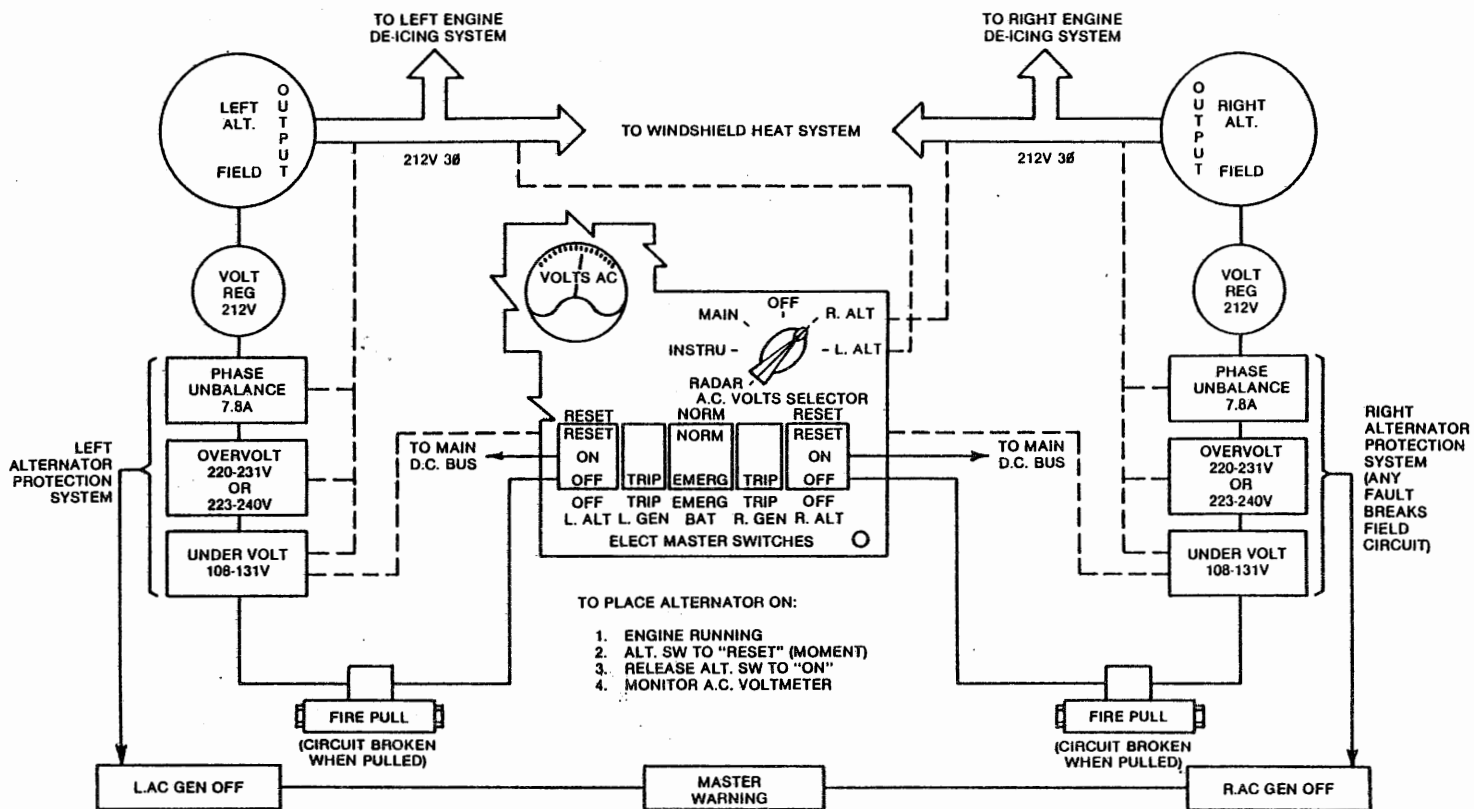 TO LEFT ENGINE
DE-ICING SYSTEM
TO RIGHT ENGINE
DE-ICING SYSTEM
LEFT
ALT.
OUTPUT
FIELD
TO WINDSHIELD HEAT SYSTEM
212V 3Ø
212V 3Ø
OUTPUT
RIGHT
ALT.
FIELD
VOLT
REG
212V
VOLTS AC
OFF
MAIN
R. ALT
INSTRU
L. ALT
RADAR
A.C. VOLTS SELECTOR
VOLT
REG
212V
PHASE
UNBALANCE
7.8A
LEFT
ALTERNATOR
PROTECTION
SYSTEM
OVERVOLT
220-231V
OR
223-240V
UNDER VOLT
108-131V
TO MAIN
D.C. BUS
RESET NORM RESET
RESET NORM RESET
ON ON
OFF TRIP EMERG TRIP OFF
OFF TRIP EMERG TRIP OFF
L. ALT L. GEN BAT R. GEN R. ALT
ELECT MASTER SWITCHES
TO MAIN
D.C. BUS
PHASE
UNBALANCE
7.8A
OVERVOLT
220-231V
OR
223-240V
UNDER VOLT
108-131V
RIGHT
ALTERNATOR
PROTECTION
SYSTEM
(ANY
FAULT
BREAKS
FIELD
CIRCUIT)
TO PLACE ALTERNATOR ON:
1. ENGINE RUNNING
2. ALT. SW TO "RESET" (MOMENT)
3. RELEASE ALT. SW TO "ON"
4. MONITOR A.C. VOLTMETER
FIRE PULL
(CIRCUIT BROKEN
WHEN PULLED)
FIRE PULL
(CIRCUIT BROKEN
WHEN PULLED)
L.AC GEN OFF
MASTER
WARNING
R.AC GEN OFF